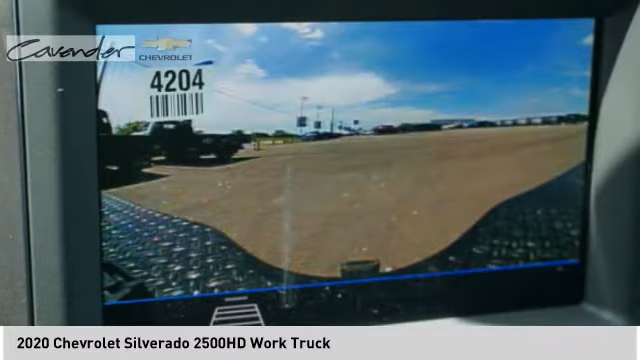 Cavender
CHEVROLET
4204
2020 Chevrolet Silverado 2500HD Work Truck